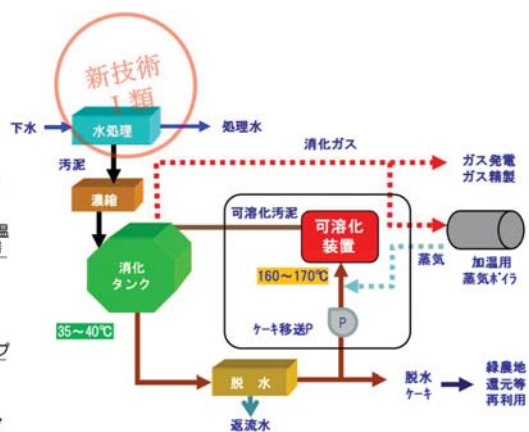 新技術
Ⅰ類
下水
水処理
処理水
汚泥
消化ガス
ガス発電
ガス精製
濃縮
可溶化汚泥
可溶化
装置
温
消化
タンク
160～170℃
蒸気
加温用
蒸気ボイラ
35～40℃
ケーキ移送P
P
プ
脱水
脱水
ケーキ
緑農地
還元等
再利用
返流水